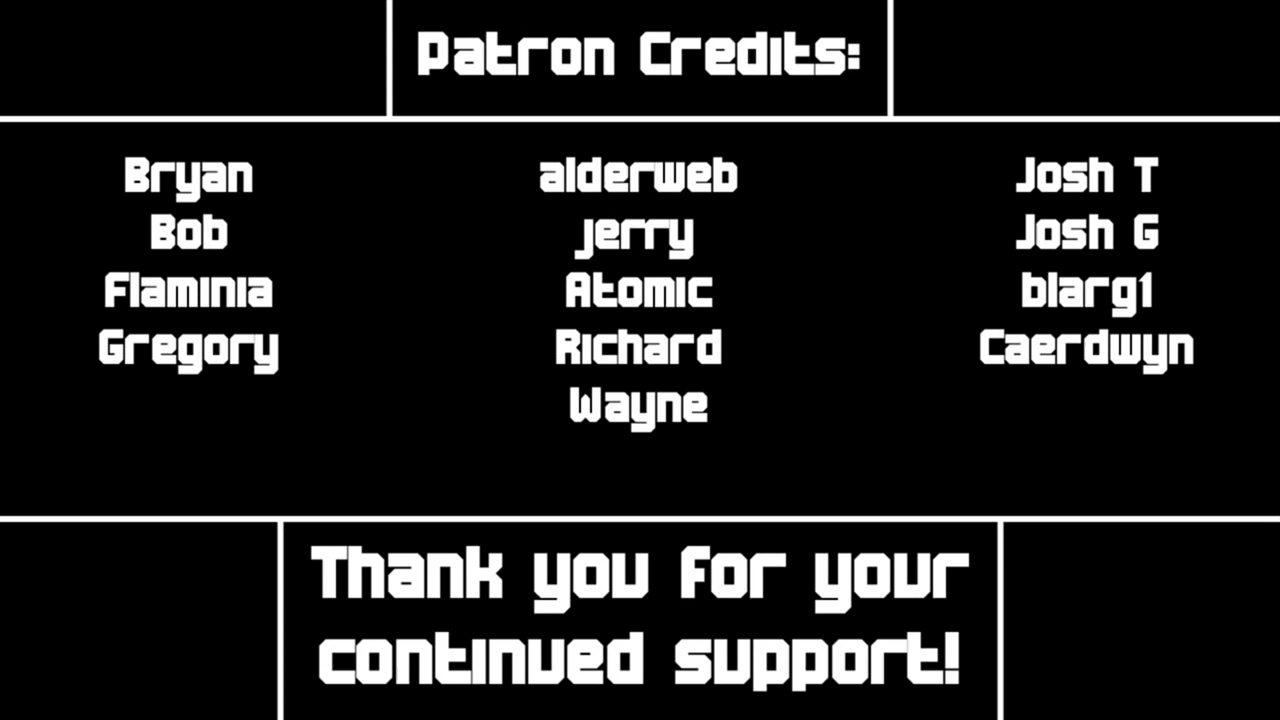 Patron Credits:
Bryan
Bob
Flaminia
Gregory
alderweb
jerry
Atomic
Richard
Wayne
Josh T
Josh G
blarg1
Caerdwyn
Thank you for your
continued support!